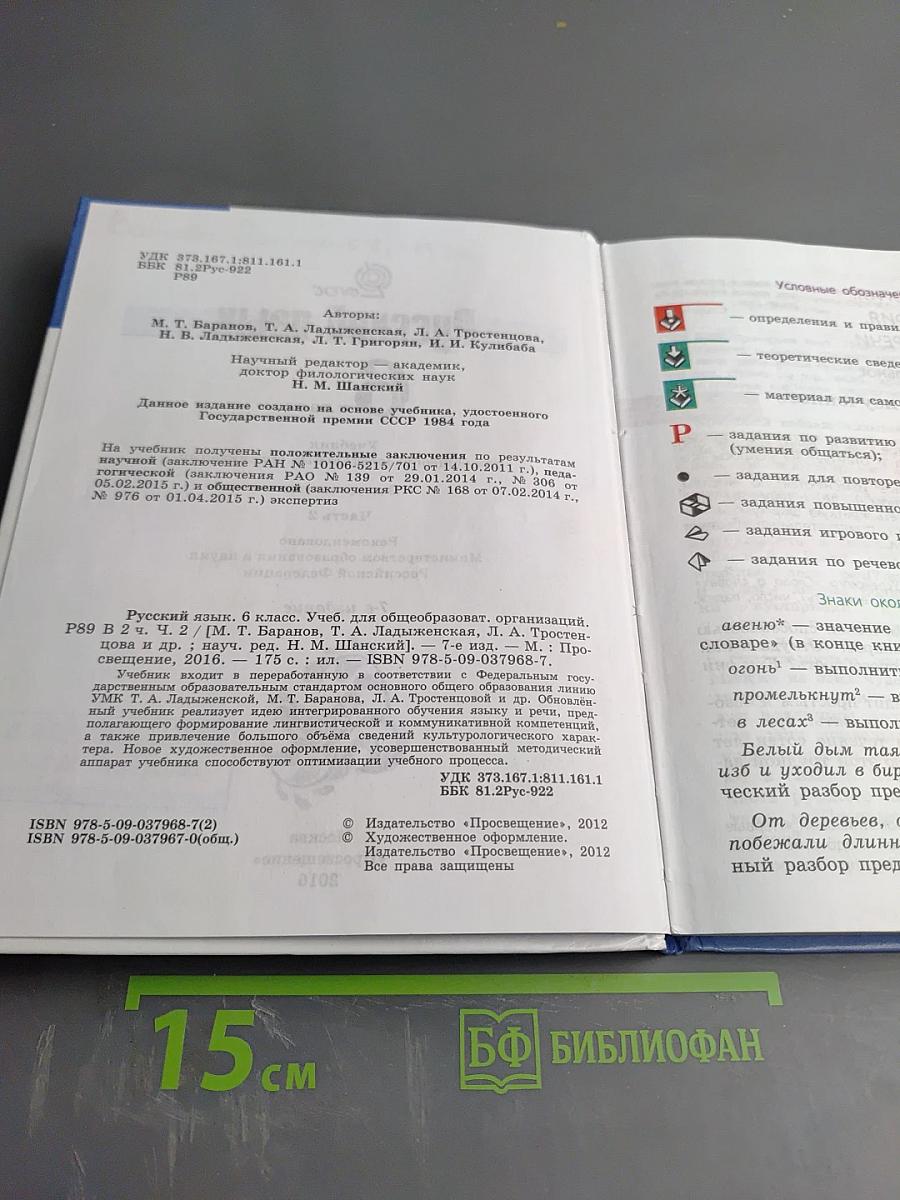 УДК 373.167.1:811.161.1
ББК 81.2Рус-922
Р89
Авторы:
М. Т. Баранов, Т. А. Ладыженская, Л. А. Тростенцова,
Н. В. Ладыженская, Л. Т. Григорян, И. И. Кулибаба
Научный редактор — академик,
доктор филологических наук
Н. М. Шанский
Данное издание создано на основе учебника, удостоенного
Государственной премии СССР 1984 года
На учебник получены положительные заключения по результатам
научной (заключение РАН № 10106-5215/701 от 14.10.2011 г.), педа-
гогической (заключения РАО № 139 от 29.01.2014 г., № 306 от
05.02.2015 г.) и общественной (заключения РКС № 168 от 07.02.2014 г.,
№ 976 от 01.04.2015 г.) экспертиз
Русский язык. 6 класс. Учеб. для общеобразоват. организаций.
Р89 В 2 ч. Ч. 2 / [М. Т. Баранов, Т. А. Ладыженская, Л. А. Тростен-
цова и др. ; науч. ред. Н. М. Шанский]. — 7-е изд. — М. : Про-
свещение, 2016. — 175 с. : ил. — ISBN 978-5-09-037968-7.
Учебник входит в переработанную в соответствии с Федеральным госу-
дарственным образовательным стандартом основного общего образования линию
УМК Т. А. Ладыженской, М. Т. Баранова, Л. А. Тростенцовой и др. Обновлён-
ный учебник реализует идею интегрированного обучения языку и речи, пред-
полагающего формирование лингвистической и коммуникативной компетенций,
а также привлечение большого объёма сведений культурологического харак-
тера. Новое художественное оформление, усовершенствованный методический
аппарат учебника способствуют оптимизации учебного процесса.
УДК 373.167.1:811.161.1
ББК 81.2Рус-922
ISBN 978-5-09-037968-7(2)
ISBN 978-5-09-037967-0(общ.)
© Издательство «Просвещение», 2012
© Художественное оформление.
Издательство «Просвещение», 2012
Все права защищены
Условные обозначе
— определения и прави
— теоретические сведе
— материал для само
Р — задания по развитию
(умения общаться);
— задания для повторе
— задания повышенно
— задания игрового
— задания по речево
Знаки окол
авеню* — значение
словаре» (в конце кни
огонь¹ — выполнит
промелькнут² — в
в лесах³ — выпол
Белый дым тая
изб и уходил в бир
ческий разбор пре
От деревьев,
побежали длинн
ный разбор пред
15 см
БФ БИБЛИОФАН